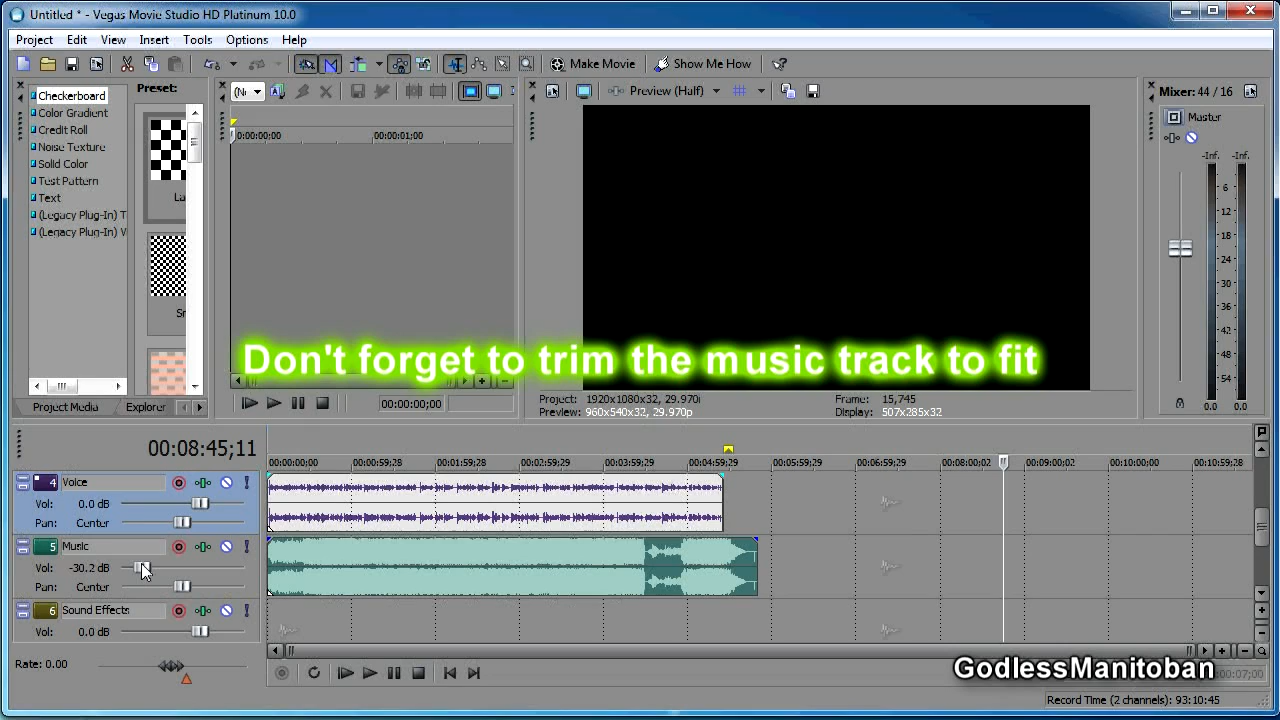 Untitled * - Vegas Movie Studio HD Platinum 10.0
Project Edit View Insert Tools Options Help
Make Movie Show Me How
Checkerboard
Color Gradient
Credit Roll
Noise Texture
Solid Color
Test Pattern
Text
(Legacy Plug-In) T
(Legacy Plug-In) V
Preset:
La
Project Media Explorer
0:00:00;00 00:00:01;00
00:00:00;00
Preview (Half)
Project: 1920x1080x32, 29.970i
Preview: 960x540x32, 29.970p
Frame: 15,745
Display: 507x285x32
Mixer: 44 / 16
Master
-Inf. -Inf.
6
12
18
24
30
36
42
48
54
0.0 0.0
Don't forget to trim the music track to fit
00:08:45;11
00:00:00;00 00:00:59;28 00:01:59;28 00:02:59;29 00:03:59;29 00:04:59;29 00:05:59;29 00:06:59;29 00:08:00;02 00:09:00;02 00:10:00;02 00:10:59;28
4 Voice
Vol: 0.0 dB
Pan: Center
5 Music
Vol: -30.2 dB
Pan: Center
6 Sound Effects
Vol: 0.0 dB
Rate: 0.00
GodlessManitoban
Record Time (2 channels): 93:10:45